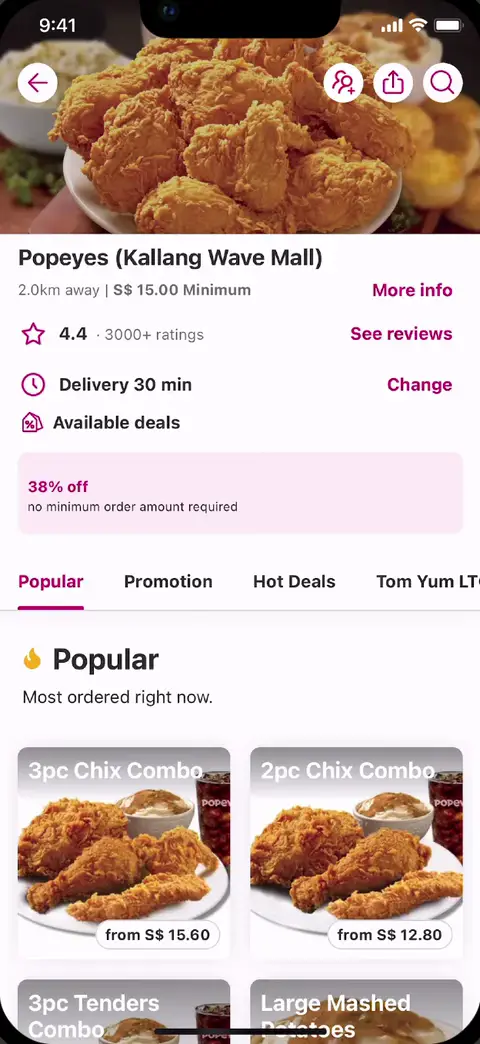 9:41
Popeyes (Kallang Wave Mall)
2.0km away | S$ 15.00 Minimum
More info
4.4 · 3000+ ratings
See reviews
Delivery 30 min
Change
Available deals
38% off
no minimum order amount required
Popular
Promotion
Hot Deals
Tom Yum LT
Popular
Most ordered right now.
3pc Chix Combo
POPEY
from S$ 15.60
2pc Chix Combo
POPEY
from S$ 12.80
3pc Tenders
Combo
Large Mashed
Potatoes